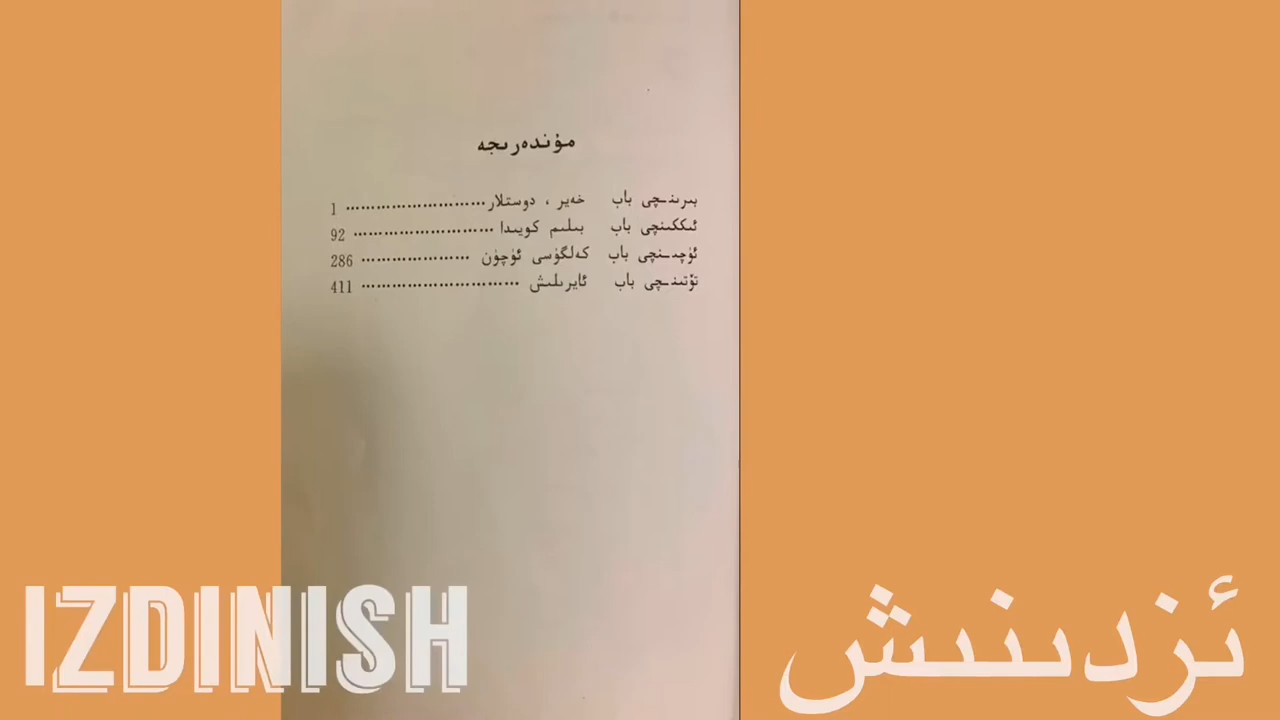 مۇندەرىجە
بىرىنچى باب خەير ، دوستلار ........................ 1
ئىككىنچى باب بىلىم كويىدا ........................ 92
ئۈچىنچى باب كەلگۈسى ئۈچۈن .................. 286
تۆتىنچى باب ئايرىلىش ........................... 411
IZDINISH
ئىزدىنىش